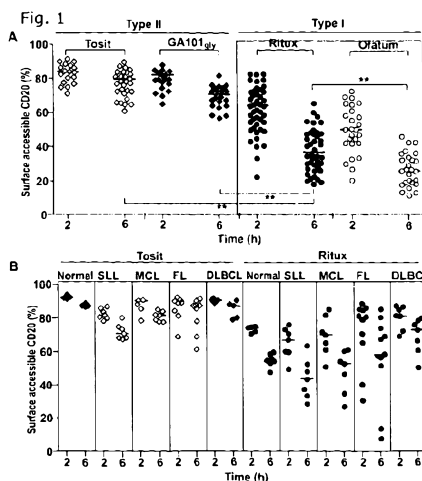 Fig. 1
Type II Type I
A Tosit GA101gly Ritux Ofatum
Surface accessible CD20 (%)
100
80
60
40
20
0
**
**
**
2 6 2 6 2 6 2 6
Time (h)
B Tosit Ritux
Normal SLL MCL FL DLBCL Normal SLL MCL FL DLBCL
Surface accessible CD20 (%)
100
80
60
40
20
0
2 6 2 6 2 6 2 6 2 6 2 6 2 6 2 6 2 6 2 6
Time (h)